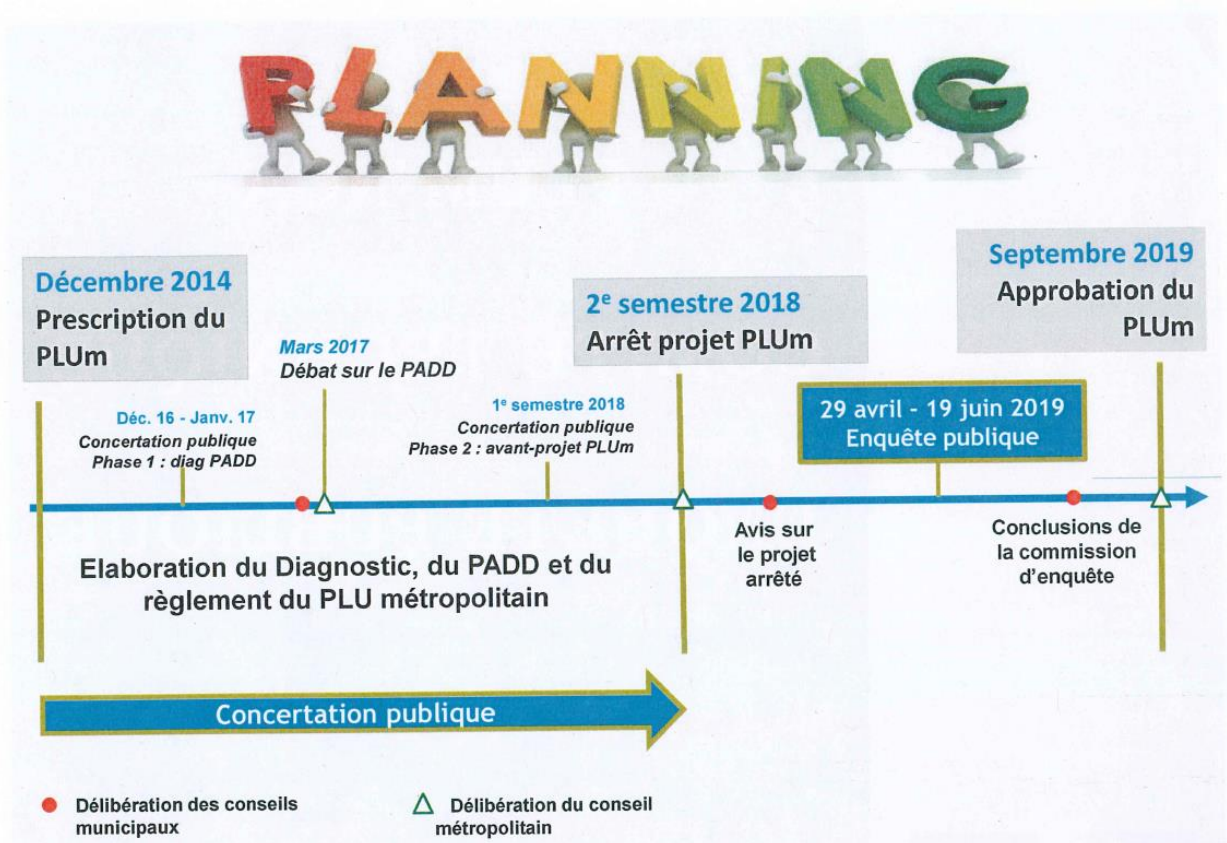 PLANNING
Décembre 2014
Prescription du
PLUm
Mars 2017
Débat sur le PADD
2e semestre 2018
Arrêt projet PLUm
Septembre 2019
Approbation du
PLUm
Déc. 16 - Janv. 17
Concertation publique
Phase 1 : diag PADD
1e semestre 2018
Concertation publique
Phase 2 : avant-projet PLUm
29 avril - 19 juin 2019
Enquête publique
Avis sur
le projet
arrêté
Conclusions de
la commission
d'enquête
Elaboration du Diagnostic, du PADD et du
règlement du PLU métropolitain
Concertation publique
Délibération des conseils
municipaux
Délibération du conseil
métropolitain